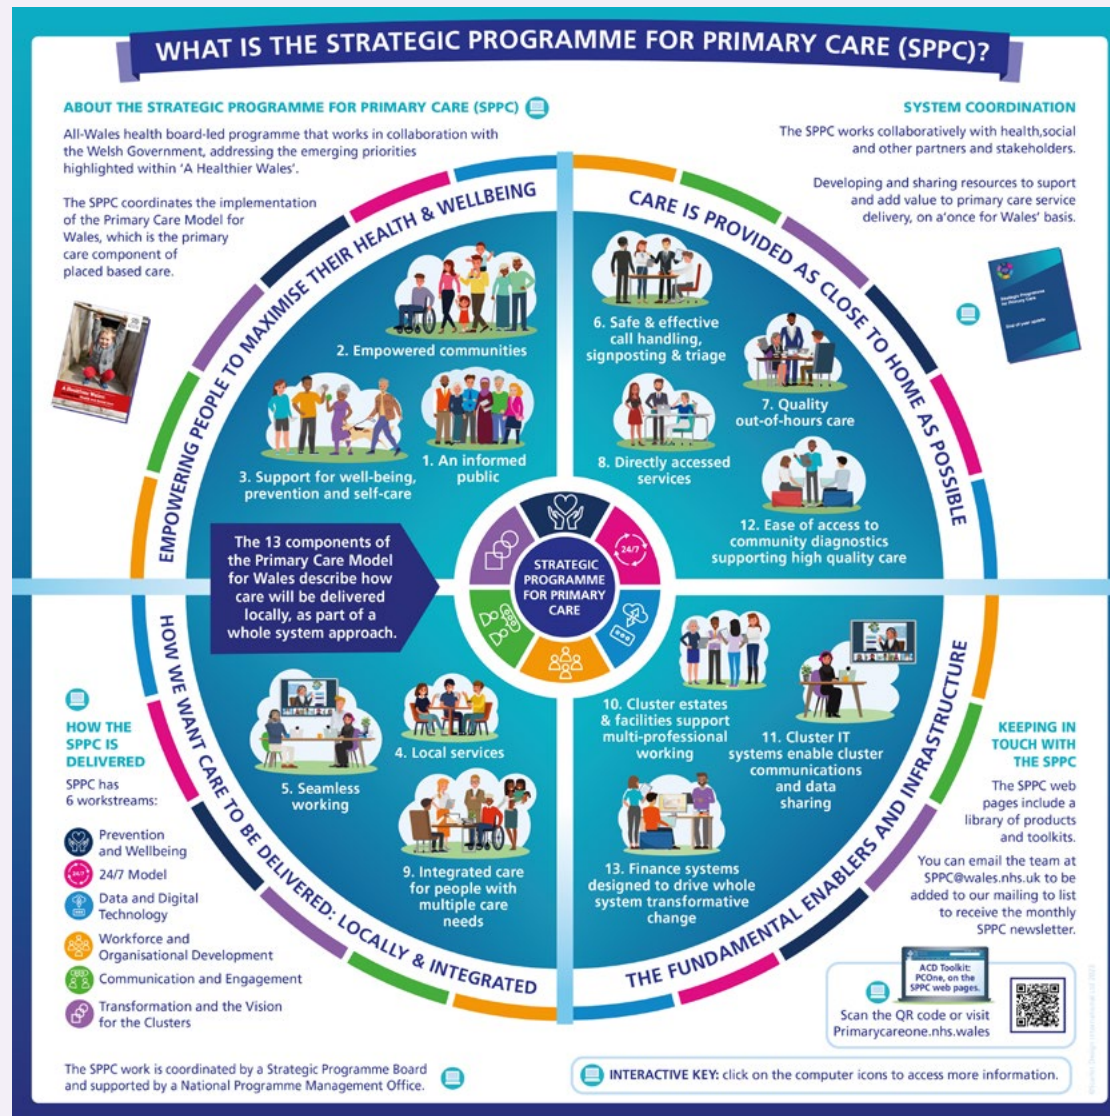 WHAT IS THE STRATEGIC PROGRAMME FOR PRIMARY CARE (SPPC)?
ABOUT THE STRATEGIC PROGRAMME FOR PRIMARY CARE (SPPC)
All-Wales health board-led programme that works in collaboration with
the Welsh Government, addressing the emerging priorities
highlighted within 'A Healthier Wales'.
The SPPC coordinates the implementation
of the Primary Care Model for
Wales, which is the primary
care component of
placed based care.
SYSTEM COORDINATION
The SPPC works collaboratively with health,social
and other partners and stakeholders.
Developing and sharing resources to suport
and add value to primary care service
delivery, on a'once for Wales' basis.
A Healthier Wales
Strategic Programme
for Primary Care
End of year update
EMPOWERING PEOPLE TO MAXIMISE THEIR HEALTH & WELLBEING
2. Empowered communities
3. Support for well-being,
prevention and self-care
1. An informed
public
CARE IS PROVIDED AS CLOSE TO HOME AS POSSIBLE
6. Safe & effective
call handling,
signposting & triage
7. Quality
out-of-hours care
8. Directly accessed
services
12. Ease of access to
community diagnostics
supporting high quality care
The 13 components of
the Primary Care Model
for Wales describe how
care will be delivered
locally, as part of a
whole system approach.
24/7
STRATEGIC
PROGRAMME
FOR PRIMARY
CARE
HOW WE WANT CARE TO BE DELIVERED: LOCALLY & INTEGRATED
5. Seamless
working
4. Local services
9. Integrated care
for people with
multiple care
needs
THE FUNDAMENTAL ENABLERS AND INFRASTRUCTURE
10. Cluster estates
& facilities support
multi-professional
working
11. Cluster IT
systems enable cluster
communications
and data
sharing
13. Finance systems
designed to drive whole
system transformative
change
HOW THE
SPPC IS
DELIVERED
SPPC has
6 workstreams:
Prevention
and Wellbeing
24/7
24/7 Model
Data and Digital
Technology
Workforce and
Organisational Development
Communication and Engagement
Transformation and the Vision
for the Clusters
The SPPC work is coordinated by a Strategic Programme Board
and supported by a National Programme Management Office.
KEEPING IN
TOUCH WITH
THE SPPC
The SPPC web
pages include a
library of products
and toolkits.
You can email the team at
SPPC@wales.nhs.uk to be
added to our mailing to list
to receive the monthly
SPPC newsletter.
ACD Toolkit:
PCOne, on the
SPPC web pages.
Scan the QR code or visit
Primarycareone.nhs.wales
INTERACTIVE KEY: click on the computer icons to access more information.